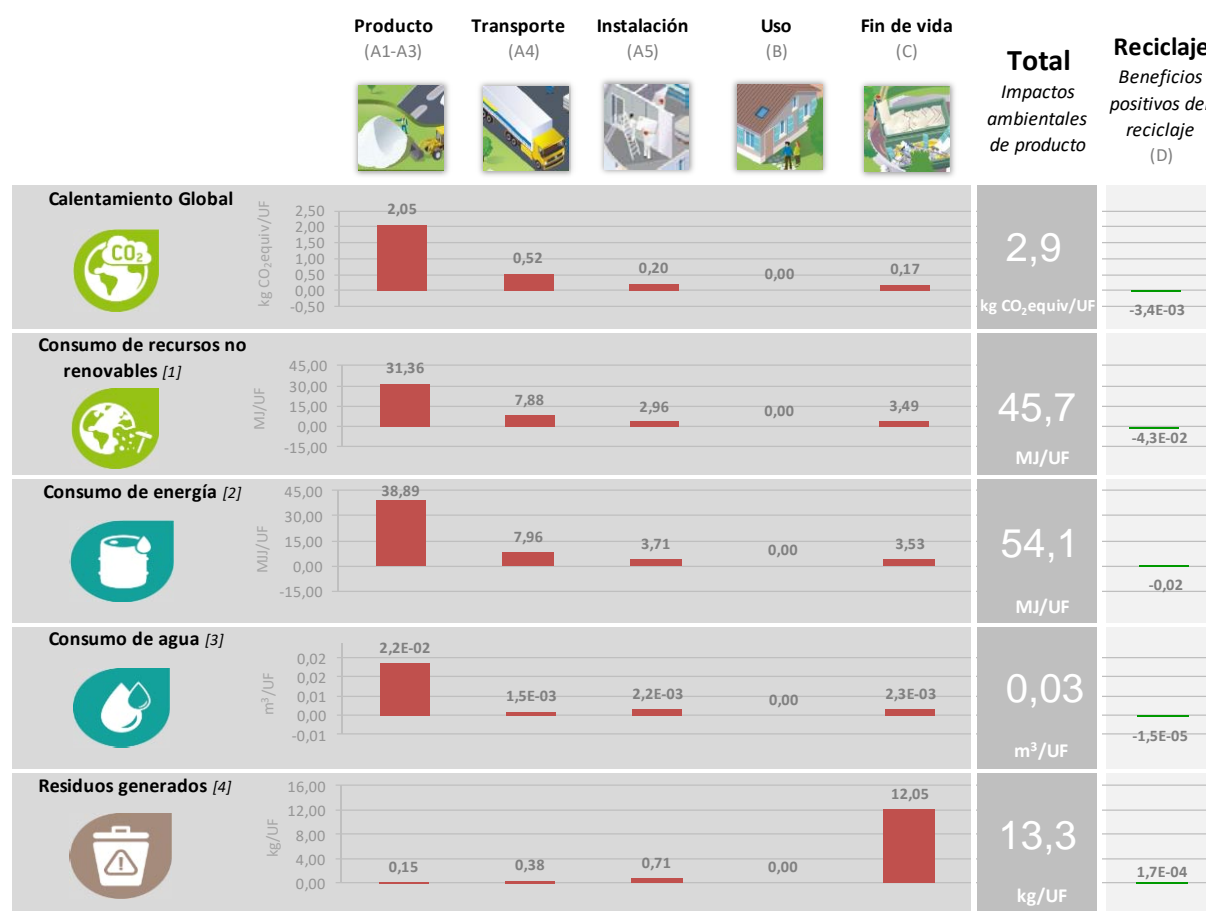 Producto
(A1-A3)
Transporte
(A4)
Instalación
(A5)
Uso
(B)
Fin de vida
(C)
Total
Impactos
ambientales
de producto
Reciclaje
Beneficios
positivos del
reciclaje
(D)
Calentamiento Global
CO₂
kg CO₂equiv/UF
2,50
2,00
1,50
1,00
0,50
0,00
-0,50
2,05
0,52
0,20
0,00
0,17
2,9
kg CO₂equiv/UF
-3,4E-03
Consumo de recursos no
renovables [1]
MJ/UF
45,00
30,00
15,00
0,00
-15,00
31,36
7,88
2,96
0,00
3,49
45,7
MJ/UF
-4,3E-02
Consumo de energía [2]
MJJ/UF
45,00
30,00
15,00
0,00
-15,00
38,89
7,96
3,71
0,00
3,53
54,1
MJ/UF
-0,02
Consumo de agua [3]
m³/UF
0,02
0,02
0,01
0,00
-0,01
2,2E-02
1,5E-03
2,2E-03
0,00
2,3E-03
0,03
m³/UF
-1,5E-05
Residuos generados [4]
kg/UF
16,00
12,00
8,00
4,00
0,00
0,15
0,38
0,71
0,00
12,05
13,3
kg/UF
1,7E-04